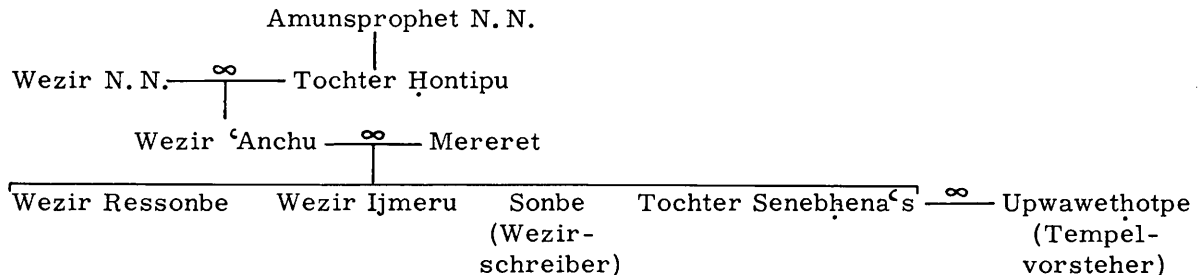 Amunsprophet N.N.
Wezir N.N. ∞ Tochter Ḥontipu
Wezir ʿAnchu ∞ Mereret
Wezir Ressonbe Wezir Ijmeru Sonbe Tochter Senebḥenaʿs ∞ Upwawetḥotpe
(Wezir- (Tempel-
schreiber) vorsteher)